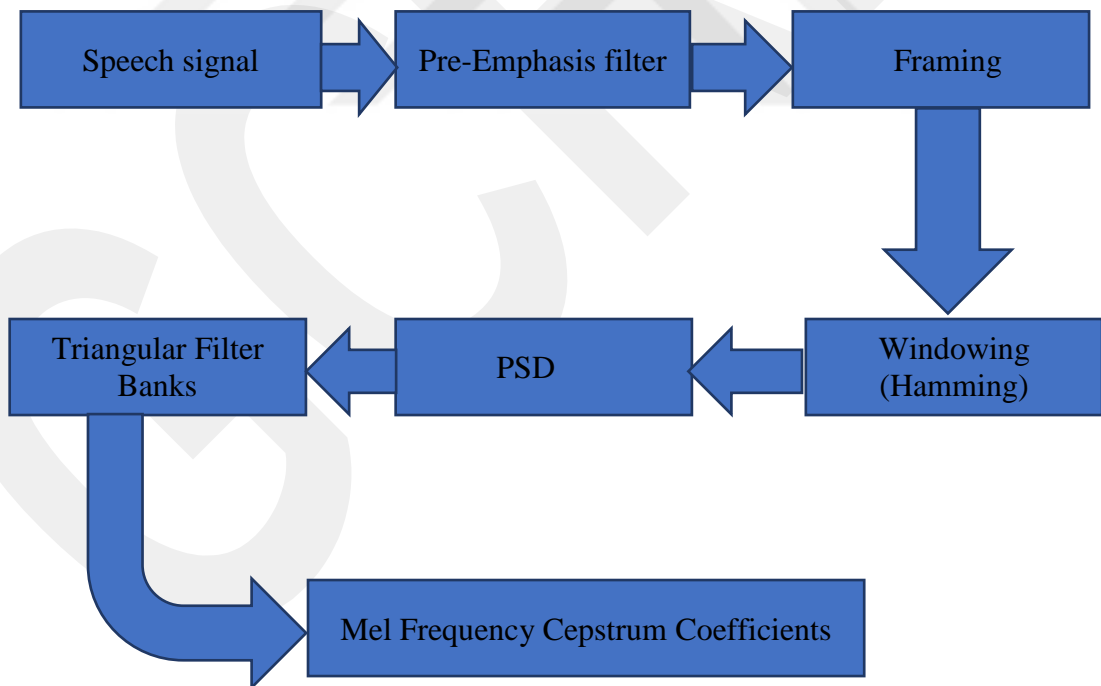 Speech signal
Pre-Emphasis filter
Framing
Windowing
(Hamming)
PSD
Triangular Filter
Banks
Mel Frequency Cepstrum Coefficients